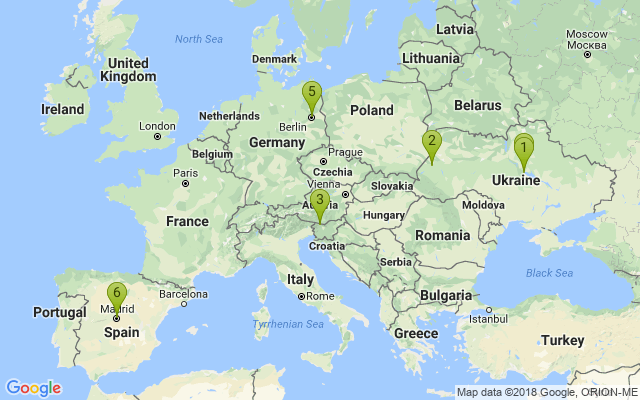 Latvia
Moscow
Москва
North Sea
Denmark
Lithuania
United
Kingdom
5
Belarus
Ireland
Netherlands
Poland
London
Berlin
Germany
2
1
Belgium
Prague
Czechia
Paris
Vienna
Slovakia
Ukraine
3
Austria
Moldova
France
Hungary
Romania
Croatia
Serbia
Italy
Black Sea
6
Barcelona
Bulgaria
Portugal
Madrid
Rome
Spain
Istanbul
Tyrrhenian Sea
Greece
Turkey
Google
Map data ©2018 Google, ORION-ME